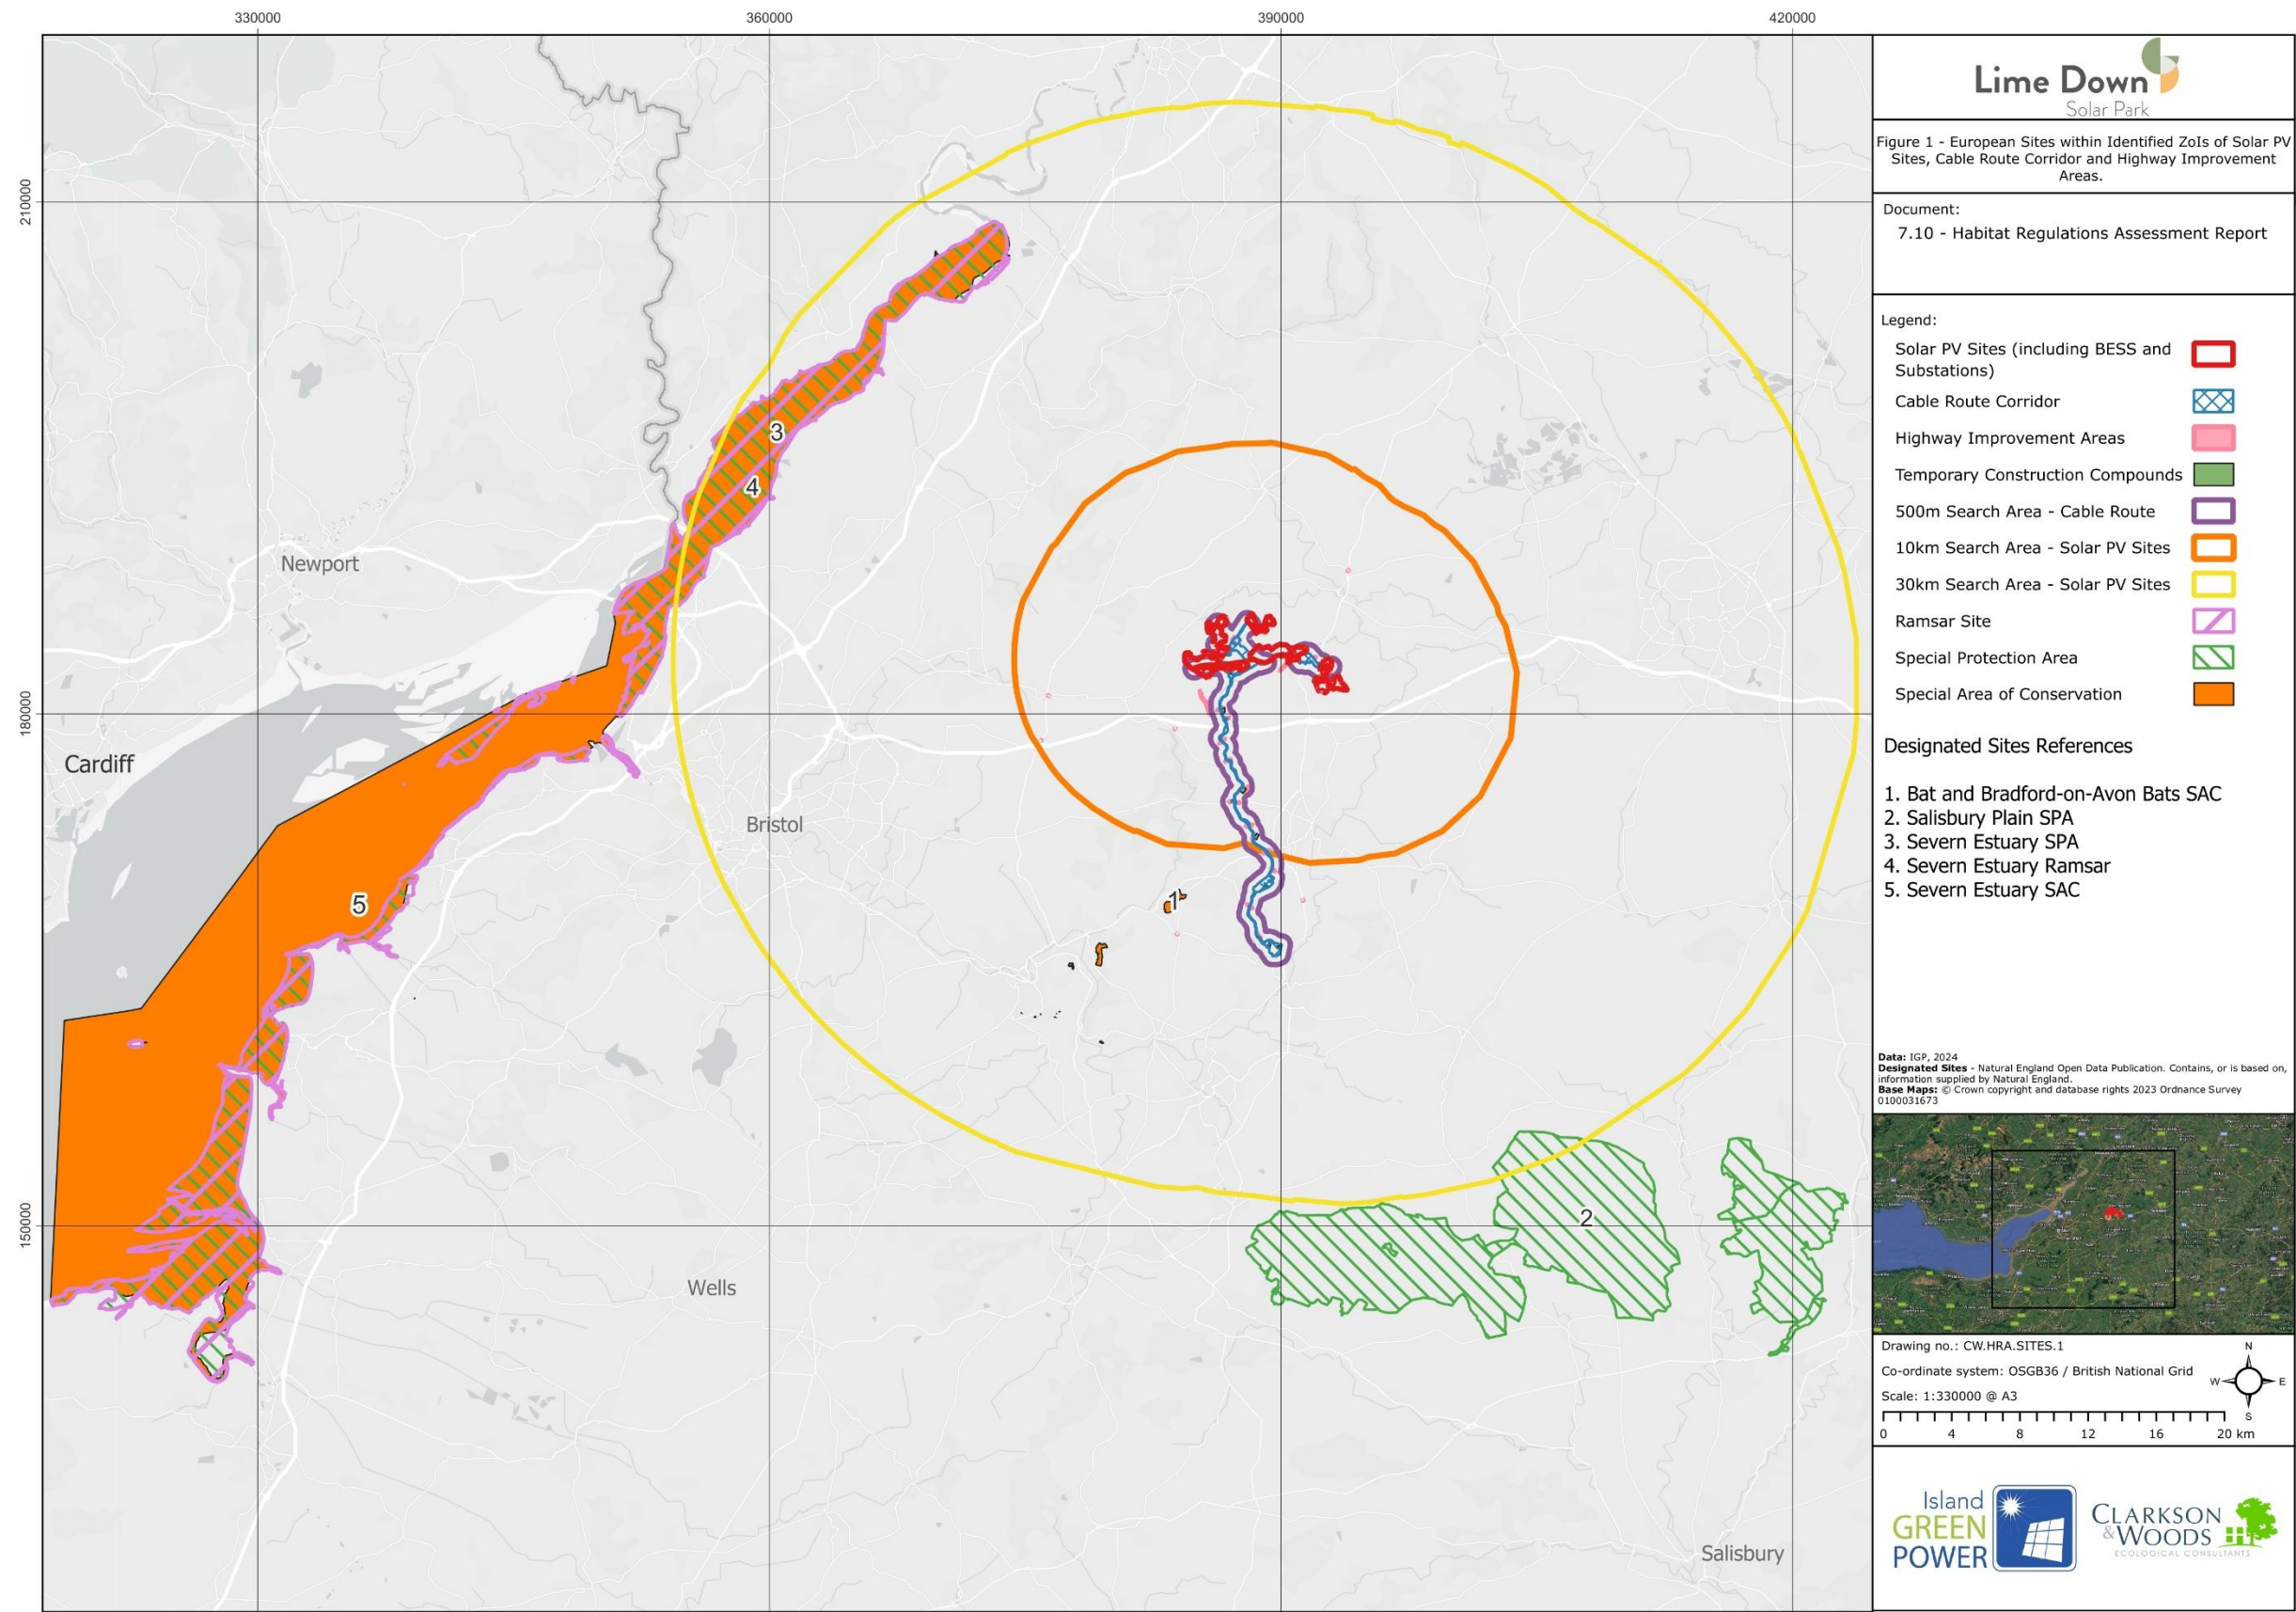 330000
360000
390000
420000
210000
180000
150000
Newport
Cardiff
Bristol
Wells
Salisbury
3
4
5
1
2
Lime Down
Solar Park
Figure 1 - European Sites within Identified ZoIs of Solar PV
Sites, Cable Route Corridor and Highway Improvement
Areas.
Document:
7.10 - Habitat Regulations Assessment Report
Legend:
Solar PV Sites (including BESS and
Substations)
Cable Route Corridor
Highway Improvement Areas
Temporary Construction Compounds
500m Search Area - Cable Route
10km Search Area - Solar PV Sites
30km Search Area - Solar PV Sites
Ramsar Site
Special Protection Area
Special Area of Conservation
Designated Sites References
1. Bat and Bradford-on-Avon Bats SAC
2. Salisbury Plain SPA
3. Severn Estuary SPA
4. Severn Estuary Ramsar
5. Severn Estuary SAC
Data: IGP, 2024
Designated Sites - Natural England Open Data Publication. Contains, or is based on,
information supplied by Natural England.
Base Maps: © Crown copyright and database rights 2023 Ordnance Survey
0100031673
Drawing no.: CW.HRA.SITES.1
Co-ordinate system: OSGB36 / British National Grid
Scale: 1:330000 @ A3
0 4 8 12 16 20 km
N
W E
S
Island
GREEN
POWER
CLARKSON
& WOODS
ECOLOGICAL CONSULTANTS